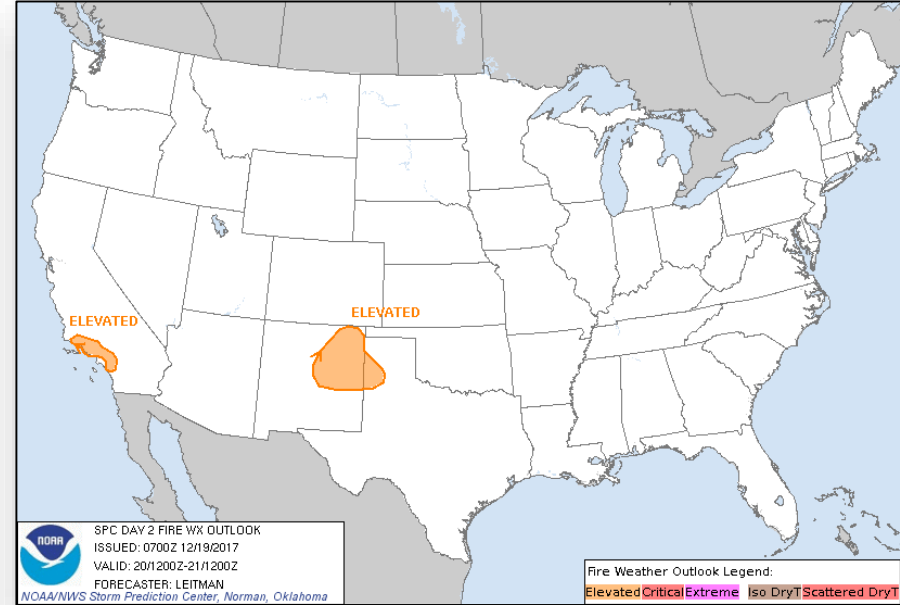 ELEVATED
ELEVATED
NOAA
SPC DAY 2 FIRE WX OUTLOOK
ISSUED: 0700Z 12/19/2017
VALID: 20/1200Z-21/1200Z
FORECASTER: LEITMAN
NOAA/NWS Storm Prediction Center, Norman, Oklahoma
Fire Weather Outlook Legend:
Elevated Critical Extreme Iso DryT Scattered DryT